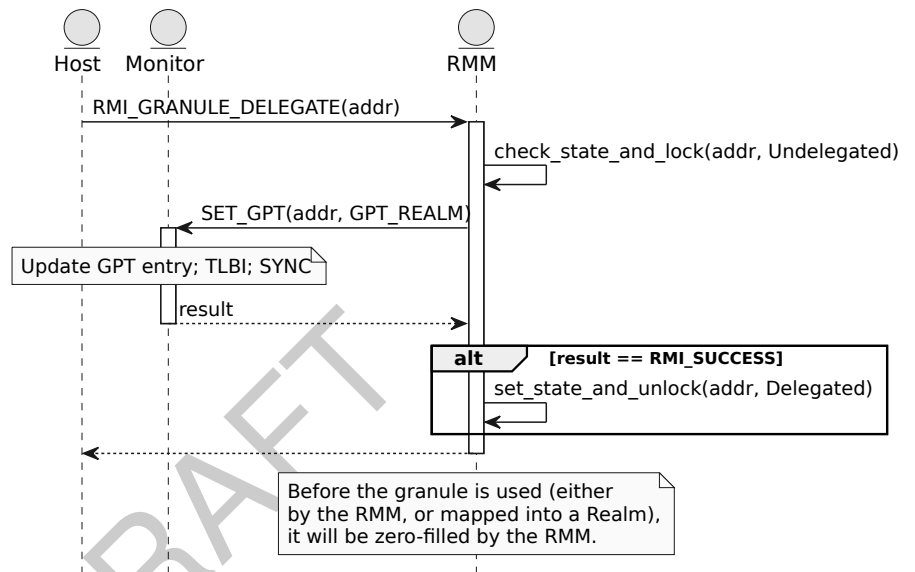 Host Monitor RMM
RMI_GRANULE_DELEGATE(addr)
check_state_and_lock(addr, Undelegated)
SET_GPT(addr, GPT_REALM)
Update GPT entry; TLBI; SYNC
result
alt [result == RMI_SUCCESS]
set_state_and_unlock(addr, Delegated)
Before the granule is used (either
by the RMM, or mapped into a Realm),
it will be zero-filled by the RMM.
RAFT